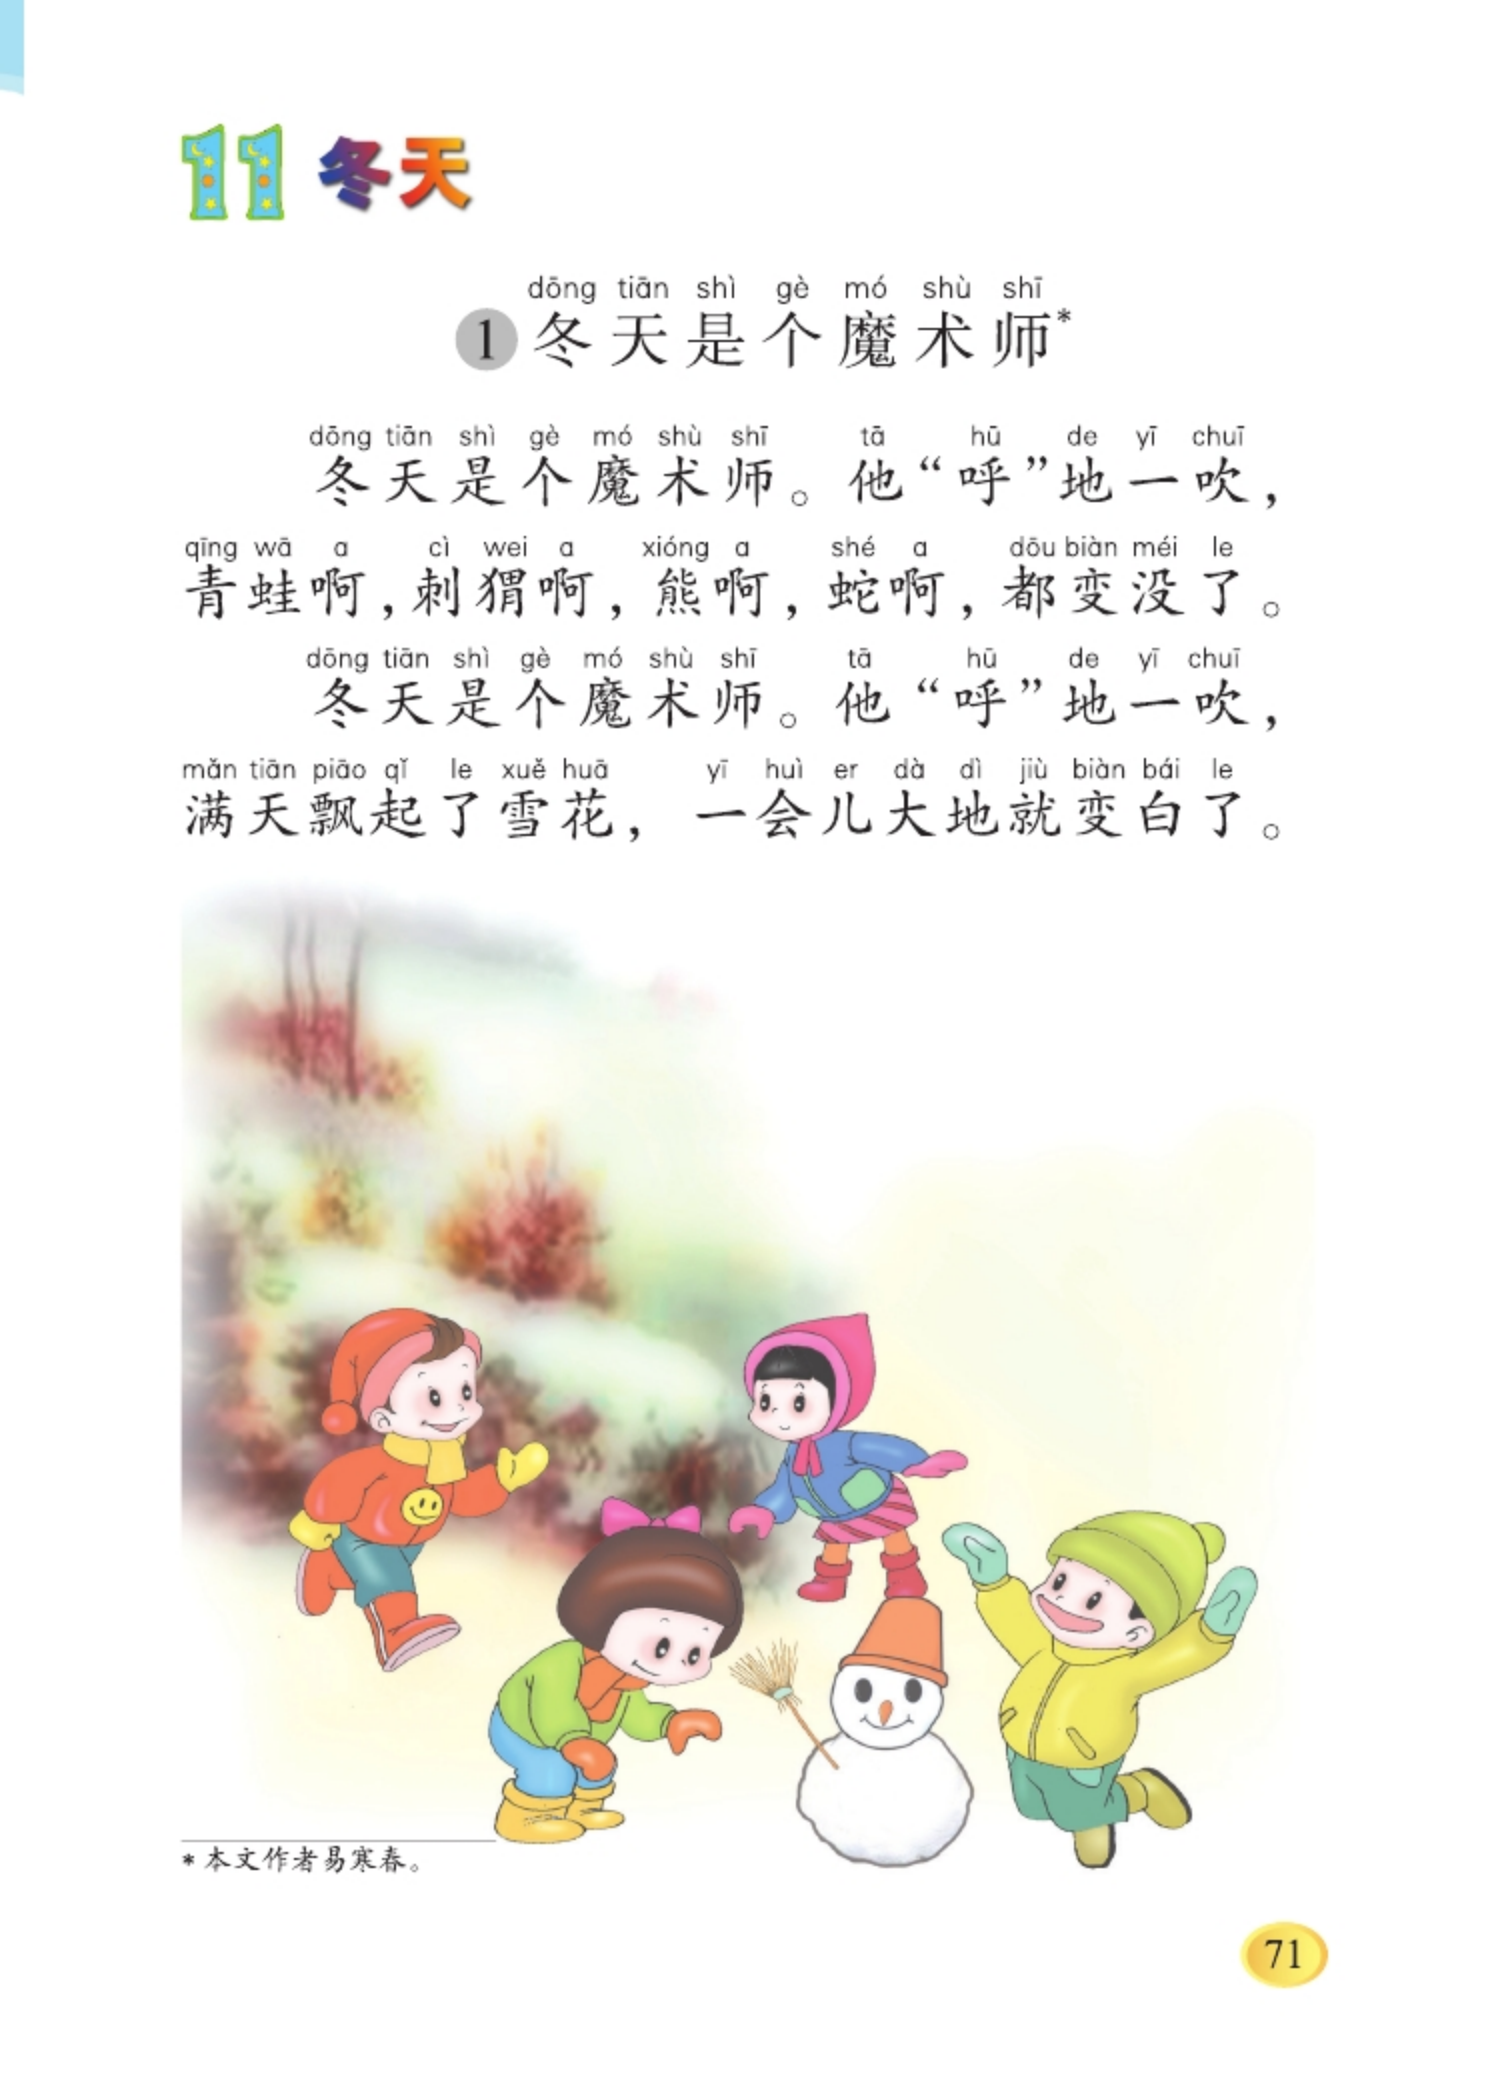 11 冬天
dōng tiān shì gè mó shù shī
1 冬天是个魔术师*
dōng tiān shì gè mó shù shī tā hū de yī chuī
冬天是个魔术师。他“呼”地一吹，
qīng wā a cì wei a xióng a shé a dōu biàn méi le
青蛙啊，刺猬啊，熊啊，蛇啊，都变没了。
dōng tiān shì gè mó shù shī tā hū de yī chuī
冬天是个魔术师。他“呼”地一吹，
mǎn tiān piāo qǐ le xuě huā yī huì er dà dì jiù biàn bái le
满天飘起了雪花，一会儿大地就变白了。
* 本文作者易寒春。
71